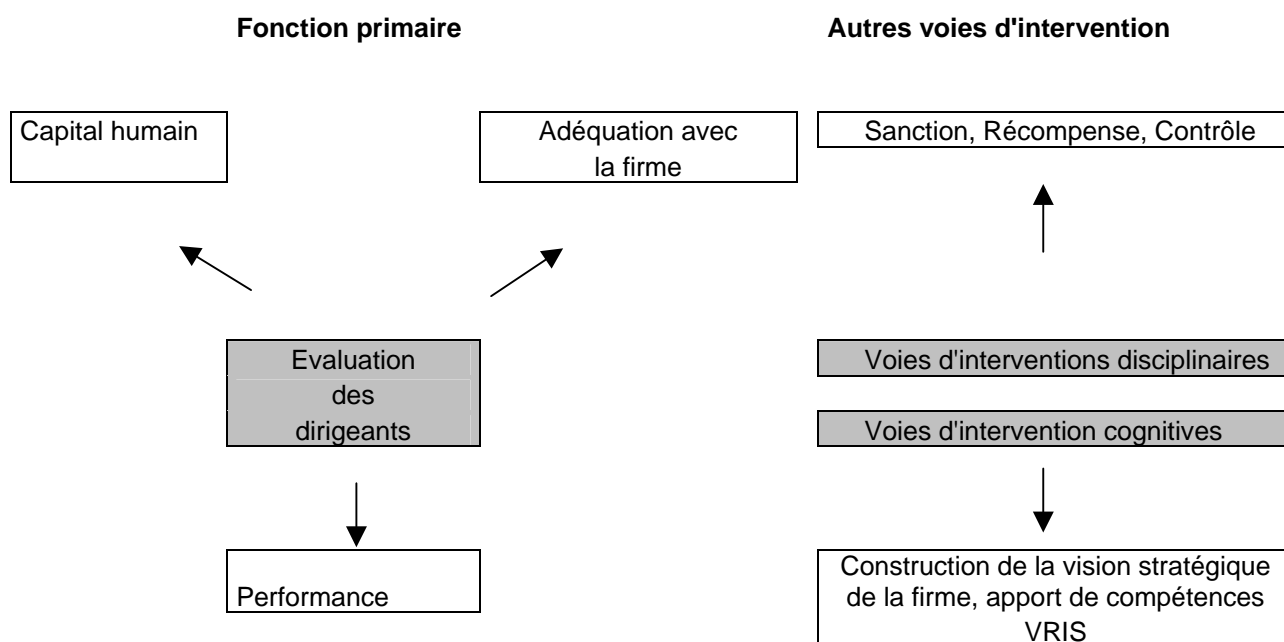 Fonction primaire
Autres voies d'intervention
Capital humain
Adéquation avec
la firme
Sanction, Récompense, Contrôle
Evaluation
des
dirigeants
Voies d'interventions disciplinaires
Voies d'intervention cognitives
Performance
Construction de la vision stratégique
de la firme, apport de compétences
VRIS